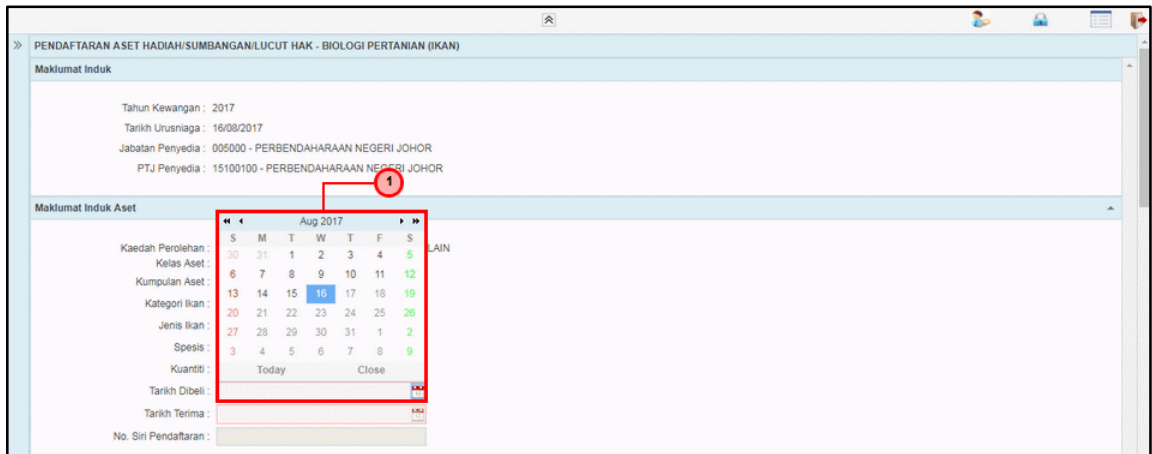 PENDAFTARAN ASET HADIAH/SUMBANGAN/LUCUT HAK - BIOLOGI PERTANIAN (IKAN)
Maklumat Induk
Tahun Kewangan : 2017
Tarikh Urusniaga : 16/08/2017
Jabatan Penyedia : 005000 - PERBENDAHARAAN NEGERI JOHOR
PTJ Penyedia : 15100100 - PERBENDAHARAAN NEGERI JOHOR
1
Maklumat Induk Aset
Aug 2017
S M T W T F S
Kaedah Perolehan : LAIN
30 31 1 2 3 4 5
Kelas Aset :
6 7 8 9 10 11 12
Kumpulan Aset :
13 14 15 16 17 18 19
Kategori Ikan :
20 21 22 23 24 25 26
Jenis Ikan :
27 28 29 30 31 1 2
Spesis :
3 4 5 6 7 8 9
Kuantiti :
Today Close
Tarikh Dibeli :
Tarikh Terima :
No. Siri Pendaftaran :